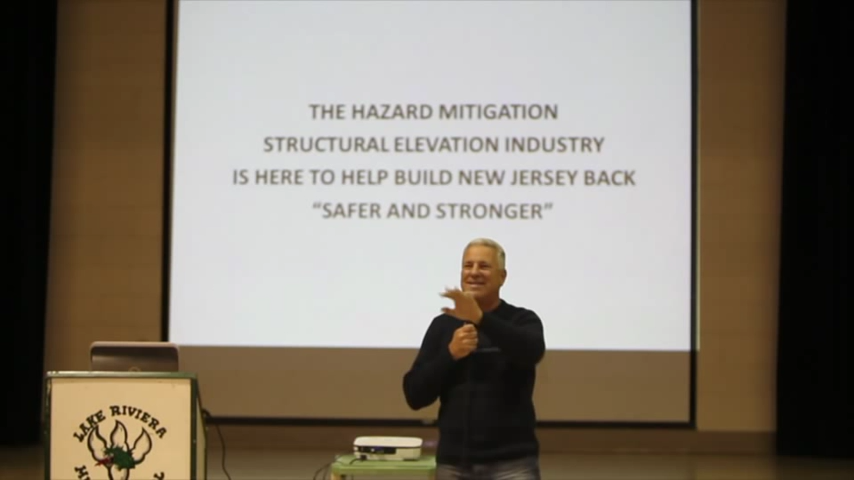 THE HAZARD MITIGATION
STRUCTURAL ELEVATION INDUSTRY
IS HERE TO HELP BUILD NEW JERSEY BACK
“SAFER AND STRONGER”
LAKE RIVIERA